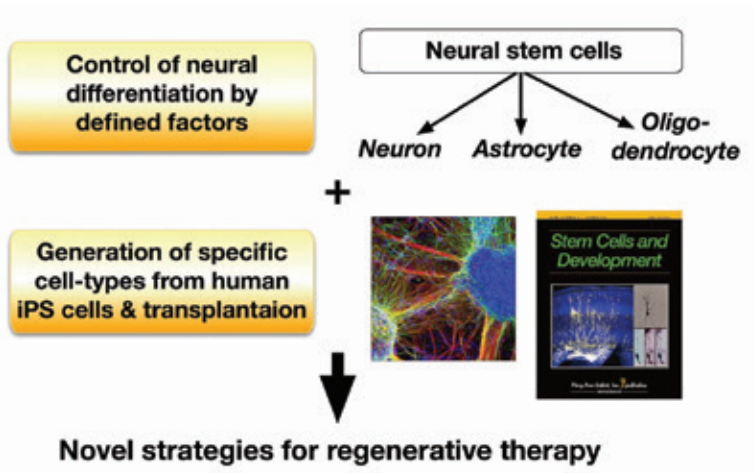 Control of neural
differentiation by
defined factors
Neural stem cells
Neuron
Astrocyte
Oligo-
dendrocyte
+
Generation of specific
cell-types from human
iPS cells & transplantaion
Stem Cells and
Development
Novel strategies for regenerative therapy